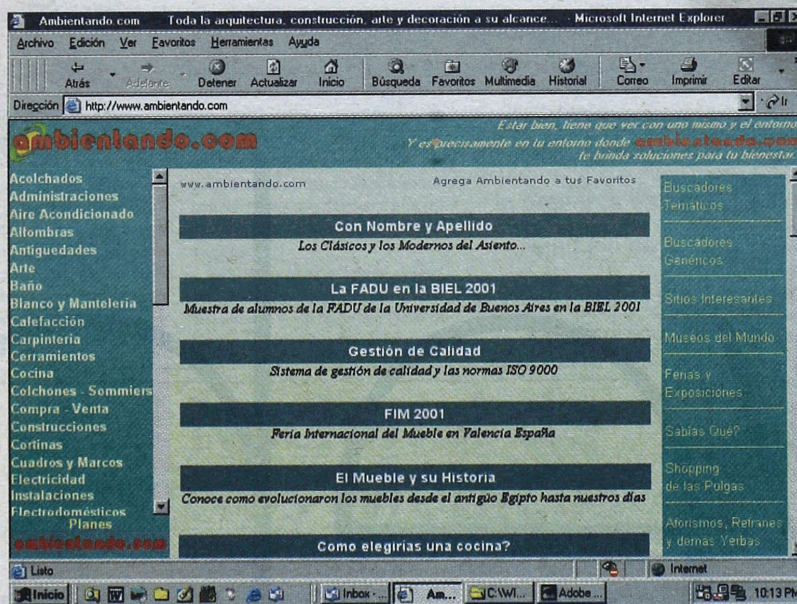 Ambientando.com Toda la arquitectura, construcción, arte y decoración a su alcance... - Microsoft Internet Explorer
Archivo Edición Ver Favoritos Herramientas Ayuda
Atrás Adelante Detener Actualizar Inicio Búsqueda Favoritos Multimedia Historial Correo Imprimir Editar
Dirección http://www.ambientando.com Ir
ambientando.com
Estar bien, tiene que ver con uno mismo y el entorno
Y es precisamente en tu entorno donde ambientando.com
te brinda soluciones para tu bienestar.
Acolchados
Administraciones
Aire Acondicionado
Alfombras
Antigüedades
Arte
Baño
Blanco y Mantelería
Calefacción
Carpintería
Cerramientos
Cocina
Colchones - Sommiers
Compra - Venta
Construcciones
Cortinas
Cuadros y Marcos
Electricidad
Instalaciones
Electrodomésticos
Planes
ambientando.com
www.ambientando.com Agrega Ambientando a tus Favoritos
Con Nombre y Apellido
Los Clásicos y los Modernos del Asiento...
La FADU en la BIEL 2001
Muestra de alumnos de la FADU de la Universidad de Buenos Aires en la BIEL 2001
Gestión de Calidad
Sistema de gestión de calidad y las normas ISO 9000
FIM 2001
Feria Internacional del Mueble en Valencia España
El Mueble y su Historia
Conoce como evolucionaron los muebles desde el antigüo Egipto hasta nuestros días
Como elegirías una cocina?
Buscadores
Temáticos
Buscadores
Genéricos
Sitios Interesantes
Museos del Mundo
Ferias y
Exposiciones
Sabías Qué?
Shopping
de las Pulgas
Aforismos, Refranes
y demás Yerbas
Listo Internet
Inicio Inbox - ... Am... C:\WI... Adobe ... 10:13 PM